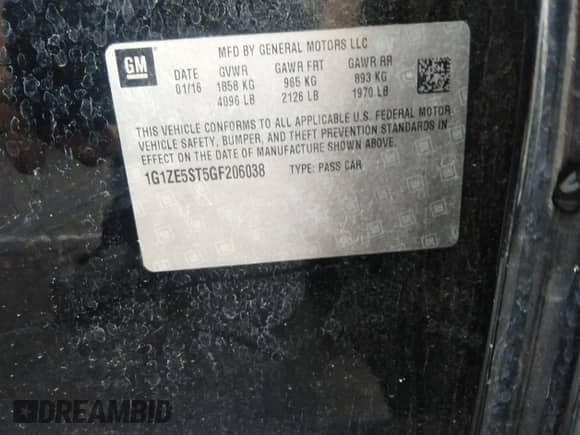 GM
MFD BY GENERAL MOTORS LLC
DATE GVWR GAWR FRT GAWR RR
01/16 1858 KG 965 KG 893 KG
4096 LB 2126 LB 1970 LB
THIS VEHICLE CONFORMS TO ALL APPLICABLE U.S. FEDERAL MOTOR
VEHICLE SAFETY, BUMPER, AND THEFT PREVENTION STANDARDS IN
EFFECT ON THE DATE OF MANUFACTURE SHOWN ABOVE.
1G1ZE5ST5GF206038 TYPE: PASS CAR
DREAMBID